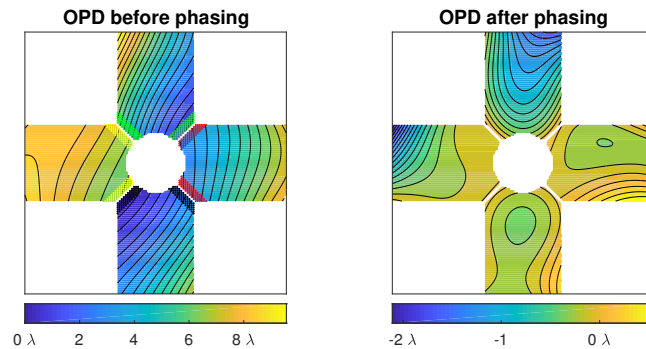 OPD before phasing
OPD after phasing
0 λ 2 4 6 8 λ
-2 λ -1 0 λ